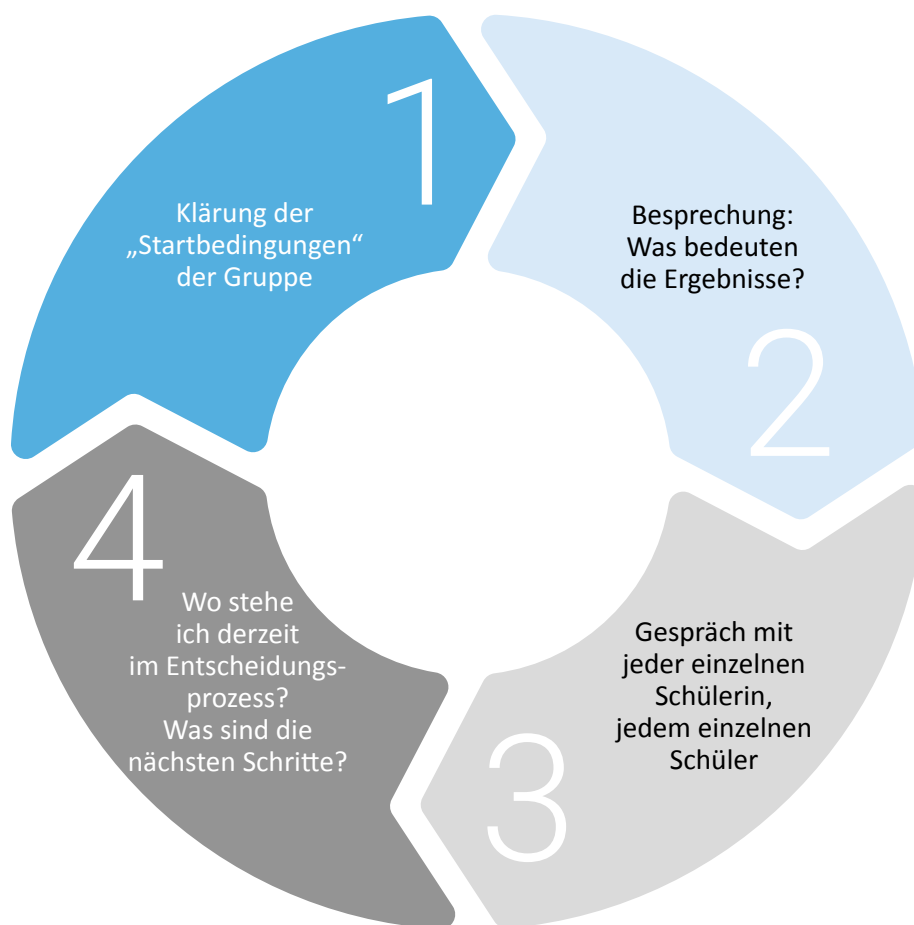 1
Klärung der
„Startbedingungen“
der Gruppe
Besprechung:
Was bedeuten
die Ergebnisse?
2
Gespräch mit
jeder einzelnen
Schülerin,
jedem einzelnen
Schüler
3
4
Wo stehe
ich derzeit
im Entscheidungs-
prozess?
Was sind die
nächsten Schritte?